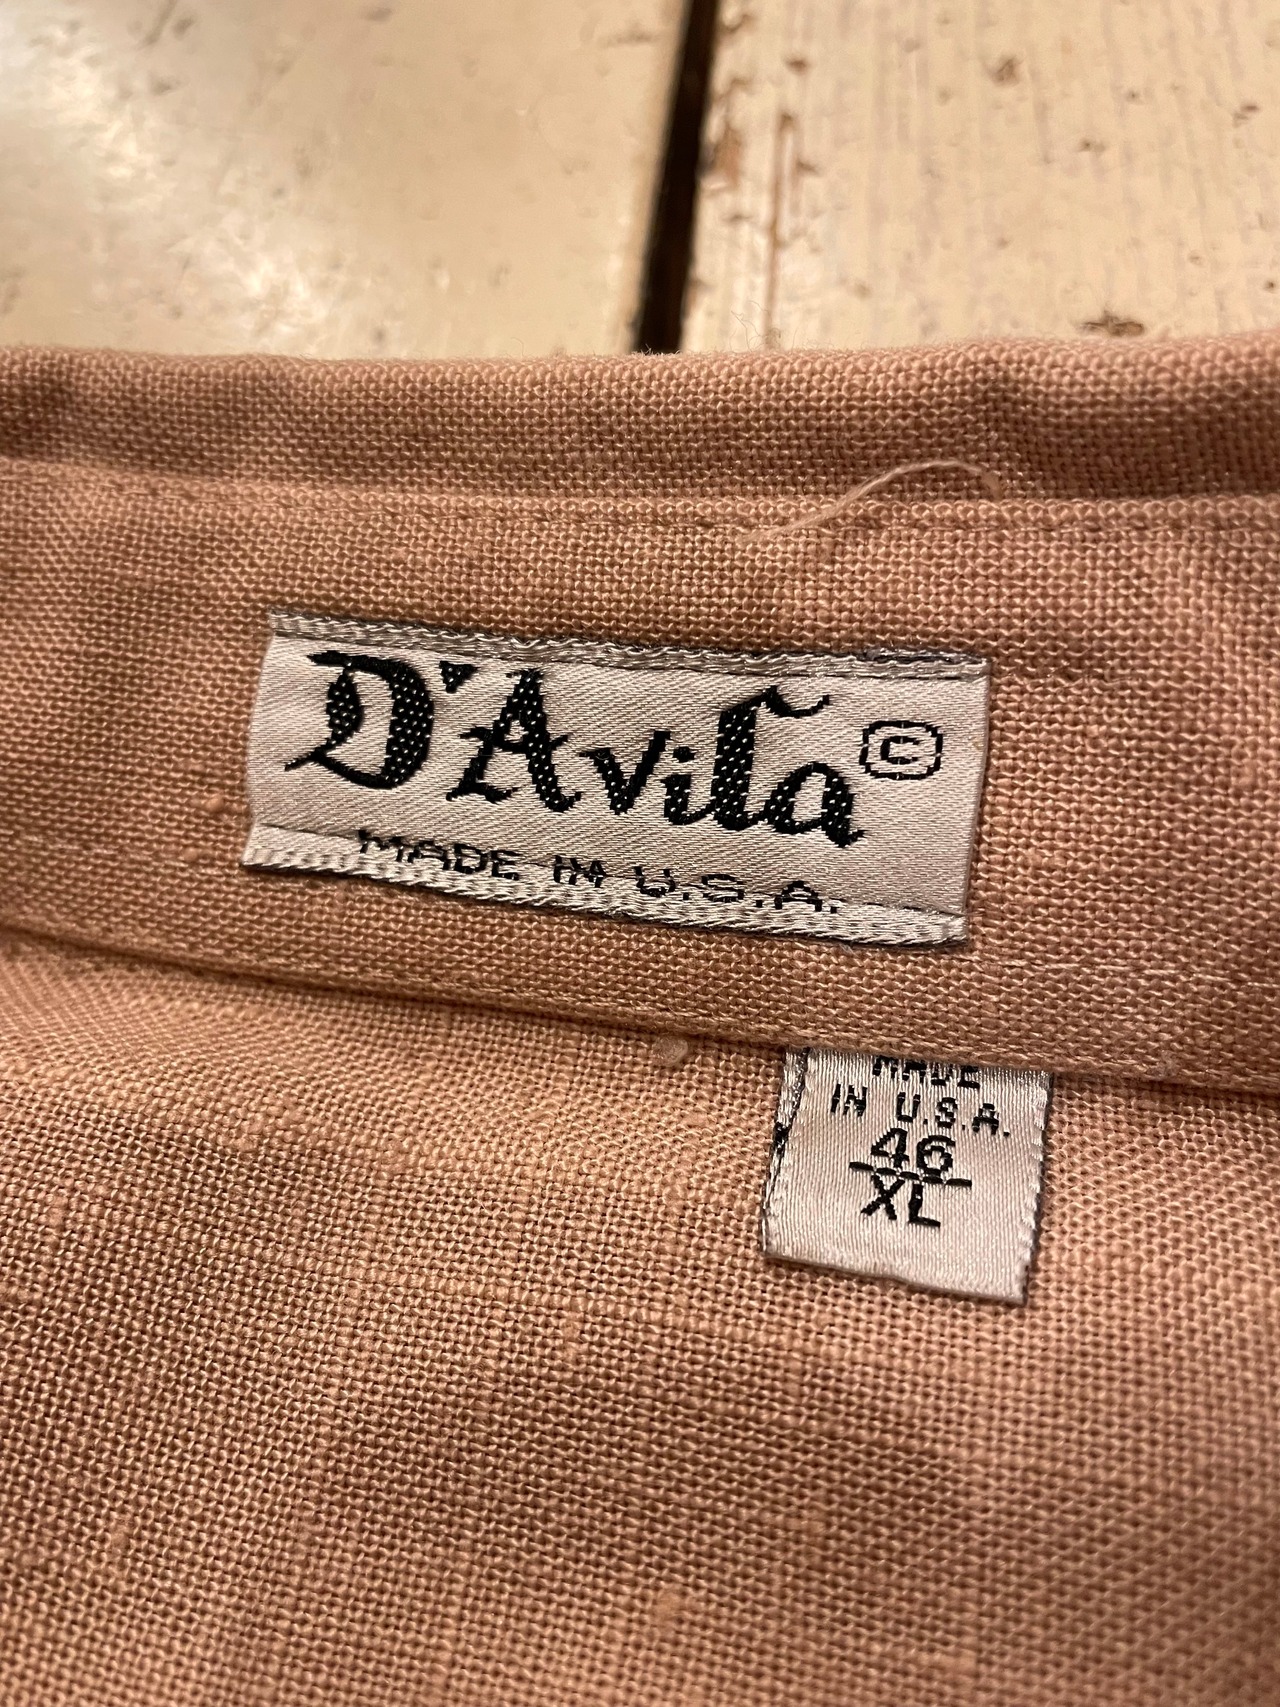 D'Avila ©
MADE IN U.S.A.
MADE
IN U.S.A.
46
XL